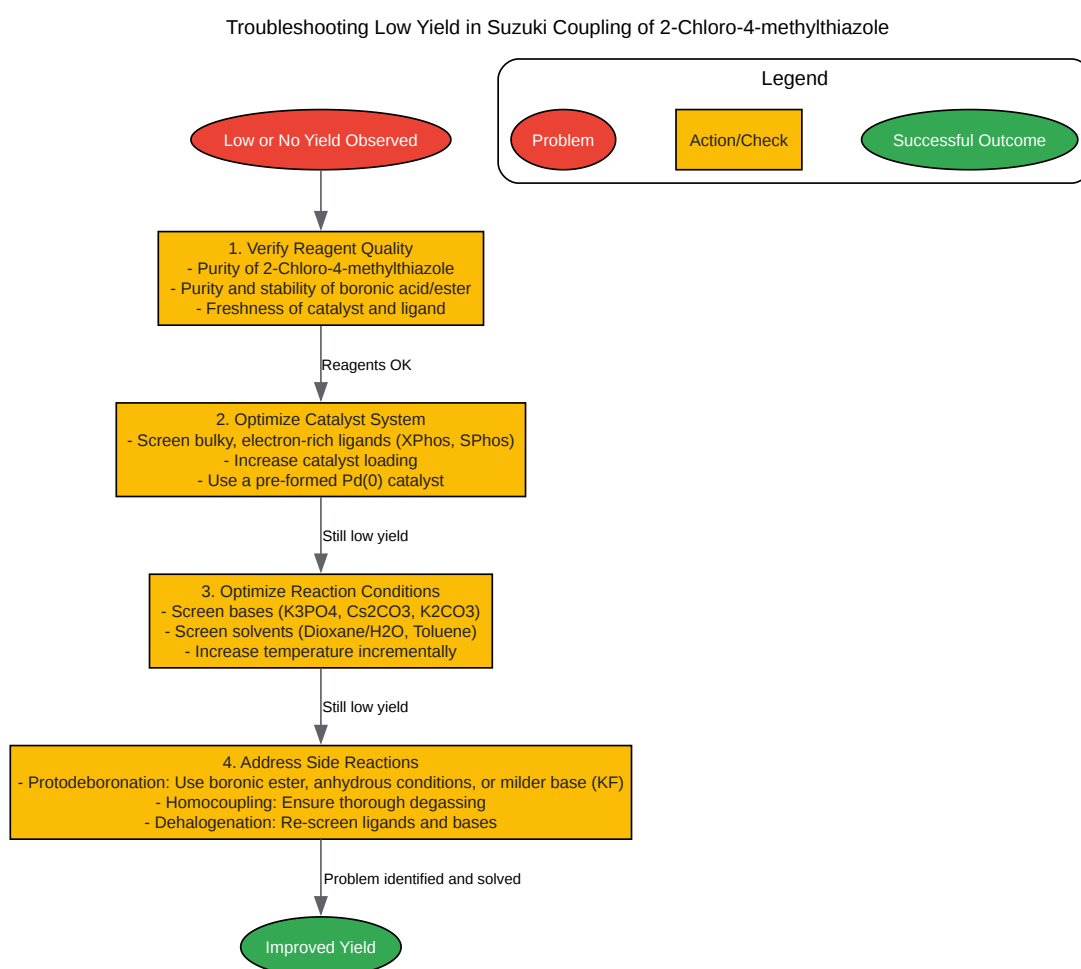 Troubleshooting Low Yield in Suzuki Coupling of 2-Chloro-4-methylthiazole
Legend
Low or No Yield Observed
Problem
Action/Check
Successful Outcome
1. Verify Reagent Quality
- Purity of 2-Chloro-4-methylthiazole
- Purity and stability of boronic acid/ester
- Freshness of catalyst and ligand
Reagents OK
2. Optimize Catalyst System
- Screen bulky, electron-rich ligands (XPhos, SPhos)
- Increase catalyst loading
- Use a pre-formed Pd(0) catalyst
Still low yield
3. Optimize Reaction Conditions
- Screen bases (K3PO4, Cs2CO3, K2CO3)
- Screen solvents (Dioxane/H2O, Toluene)
- Increase temperature incrementally
Still low yield
4. Address Side Reactions
- Protodeboronation: Use boronic ester, anhydrous conditions, or milder base (KF)
- Homocoupling: Ensure thorough degassing
- Dehalogenation: Re-screen ligands and bases
Problem identified and solved
Improved Yield